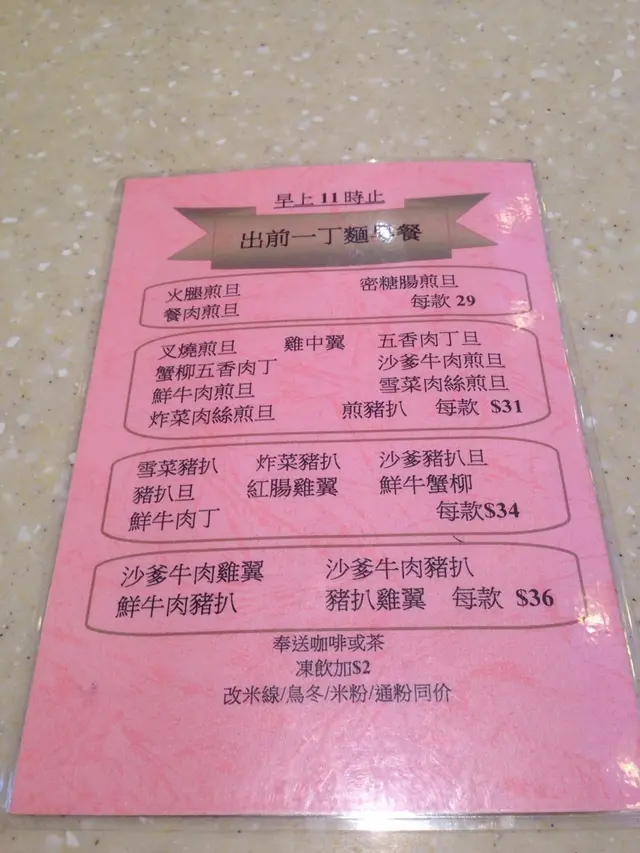 早上 11 時止
出前一丁麵早餐
火腿煎旦 密糖腸煎旦
餐肉煎旦 每款 29
叉燒煎旦 雞中翼 五香肉丁旦
蟹柳五香肉丁 沙爹牛肉煎旦
鮮牛肉煎旦 雪菜肉絲煎旦
炸菜肉絲煎旦 煎豬扒 每款 $31
雪菜豬扒 炸菜豬扒 沙爹豬扒旦
豬扒旦 紅腸雞翼 鮮牛蟹柳
鮮牛肉丁 每款$34
沙爹牛肉雞翼 沙爹牛肉豬扒
鮮牛肉豬扒 豬扒雞翼 每款 $36
奉送咖啡或茶
凍飲加$2
改米線/烏冬/米粉/通粉同价